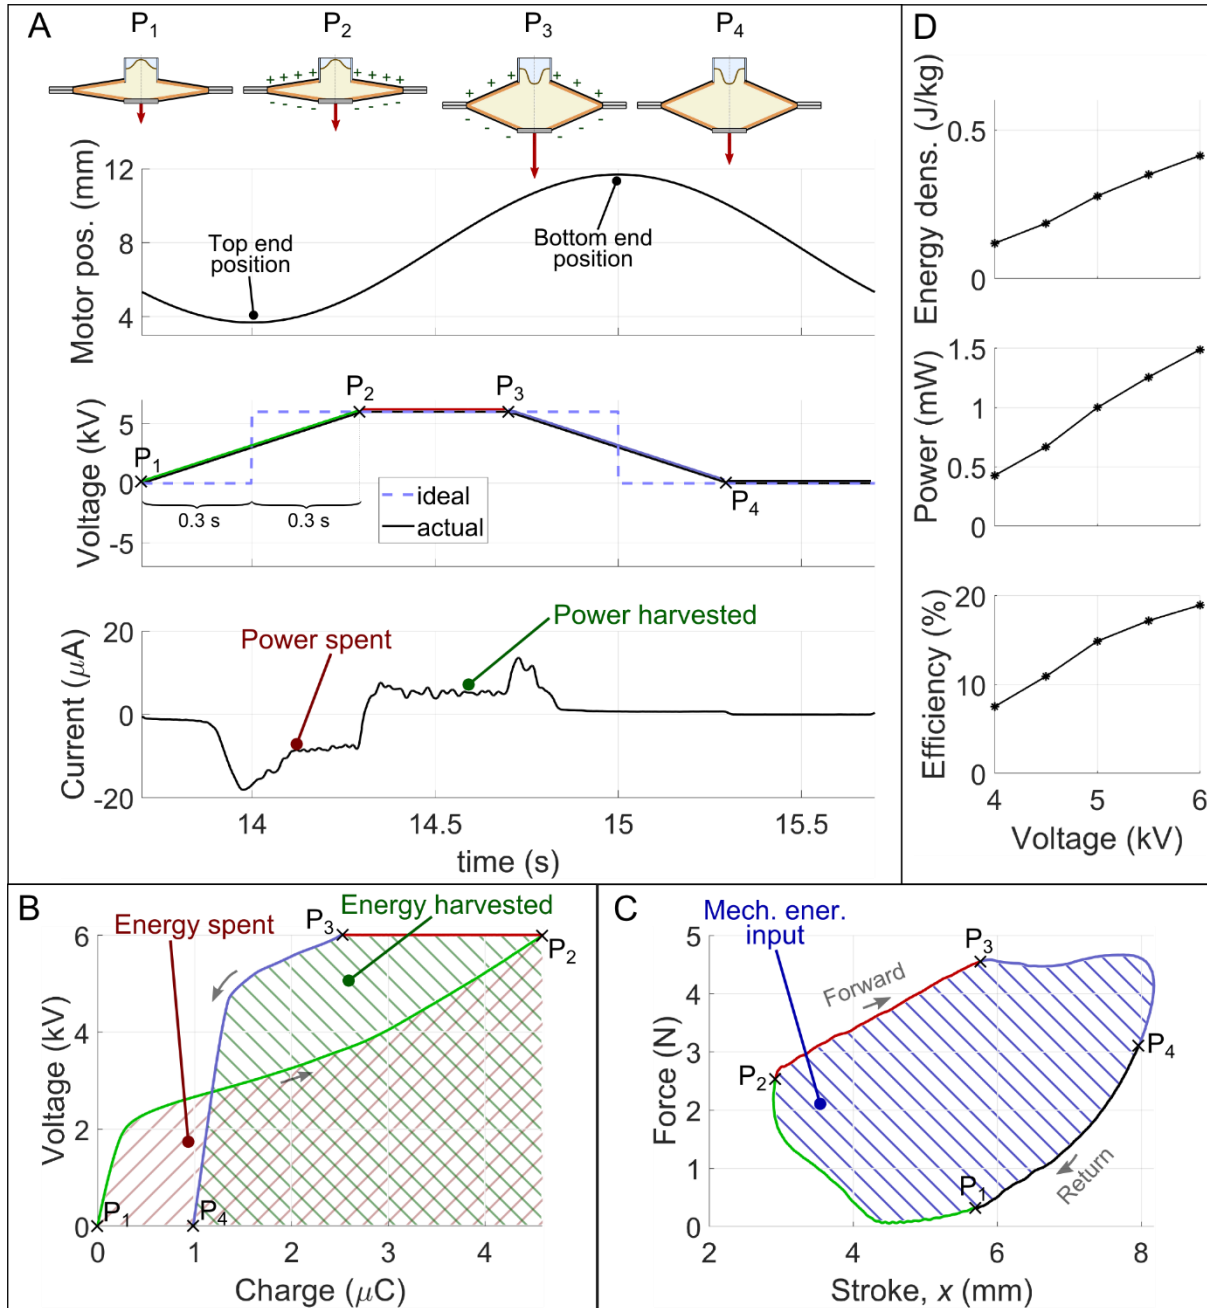 A
P1
P2
P3
P4
+ + + + + + + +
- - - -
+ + + + + +
- - - - - -
Motor pos. (mm)
12
8
4
Top end
position
Bottom end
position
Voltage (kV)
5
0
-5
P1
P2
P3
P4
0.3 s
0.3 s
ideal
actual
Current (μA)
20
0
-20
Power spent
Power harvested
14
14.5
15
15.5
time (s)
D
Energy dens. (J/kg)
0.5
0
Power (mW)
1.5
1
0.5
0
Efficiency (%)
20
10
0
4
5
6
Voltage (kV)
B
Energy spent
Energy harvested
P3
P2
P1
P4
Voltage (kV)
6
4
2
0
0
1
2
3
4
Charge (μC)
C
Mech. ener.
input
Forward
Return
P3
P4
P2
P1
Force (N)
5
4
3
2
1
0
2
4
6
8
Stroke, x (mm)